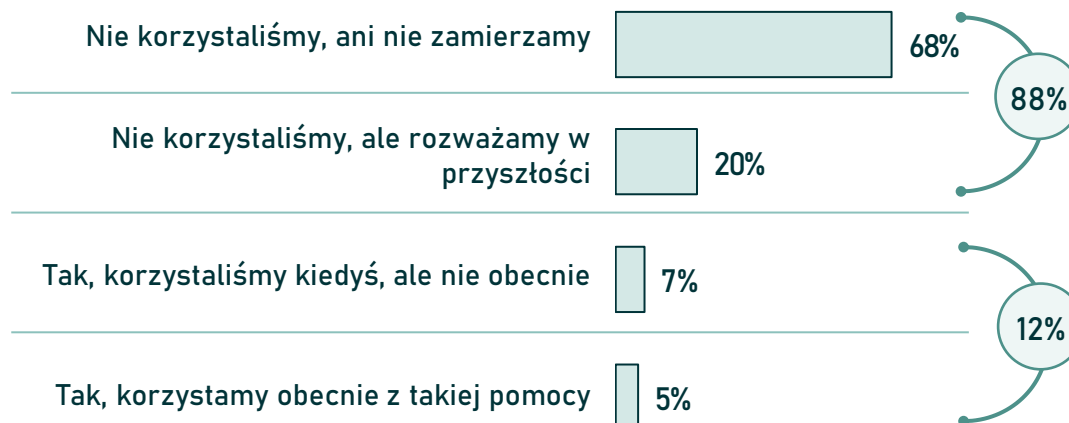 Nie korzystaliśmy, ani nie zamierzamy
68%
88%
Nie korzystaliśmy, ale rozważamy w
przyszłości
20%
Tak, korzystaliśmy kiedyś, ale nie obecnie
7%
12%
Tak, korzystamy obecnie z takiej pomocy
5%